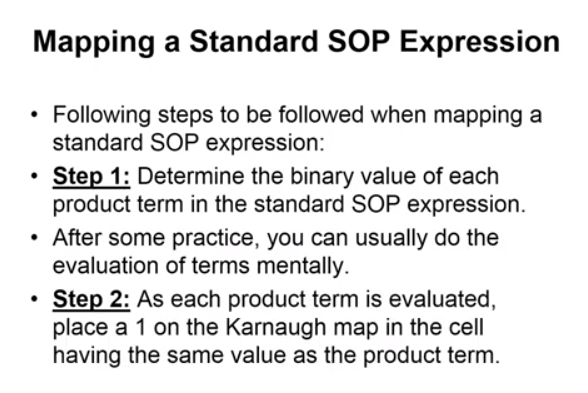 Mapping a Standard SOP Expression
• Following steps to be followed when mapping a
standard SOP expression:
• Step 1: Determine the binary value of each
product term in the standard SOP expression.
• After some practice, you can usually do the
evaluation of terms mentally.
• Step 2: As each product term is evaluated,
place a 1 on the Karnaugh map in the cell
having the same value as the product term.